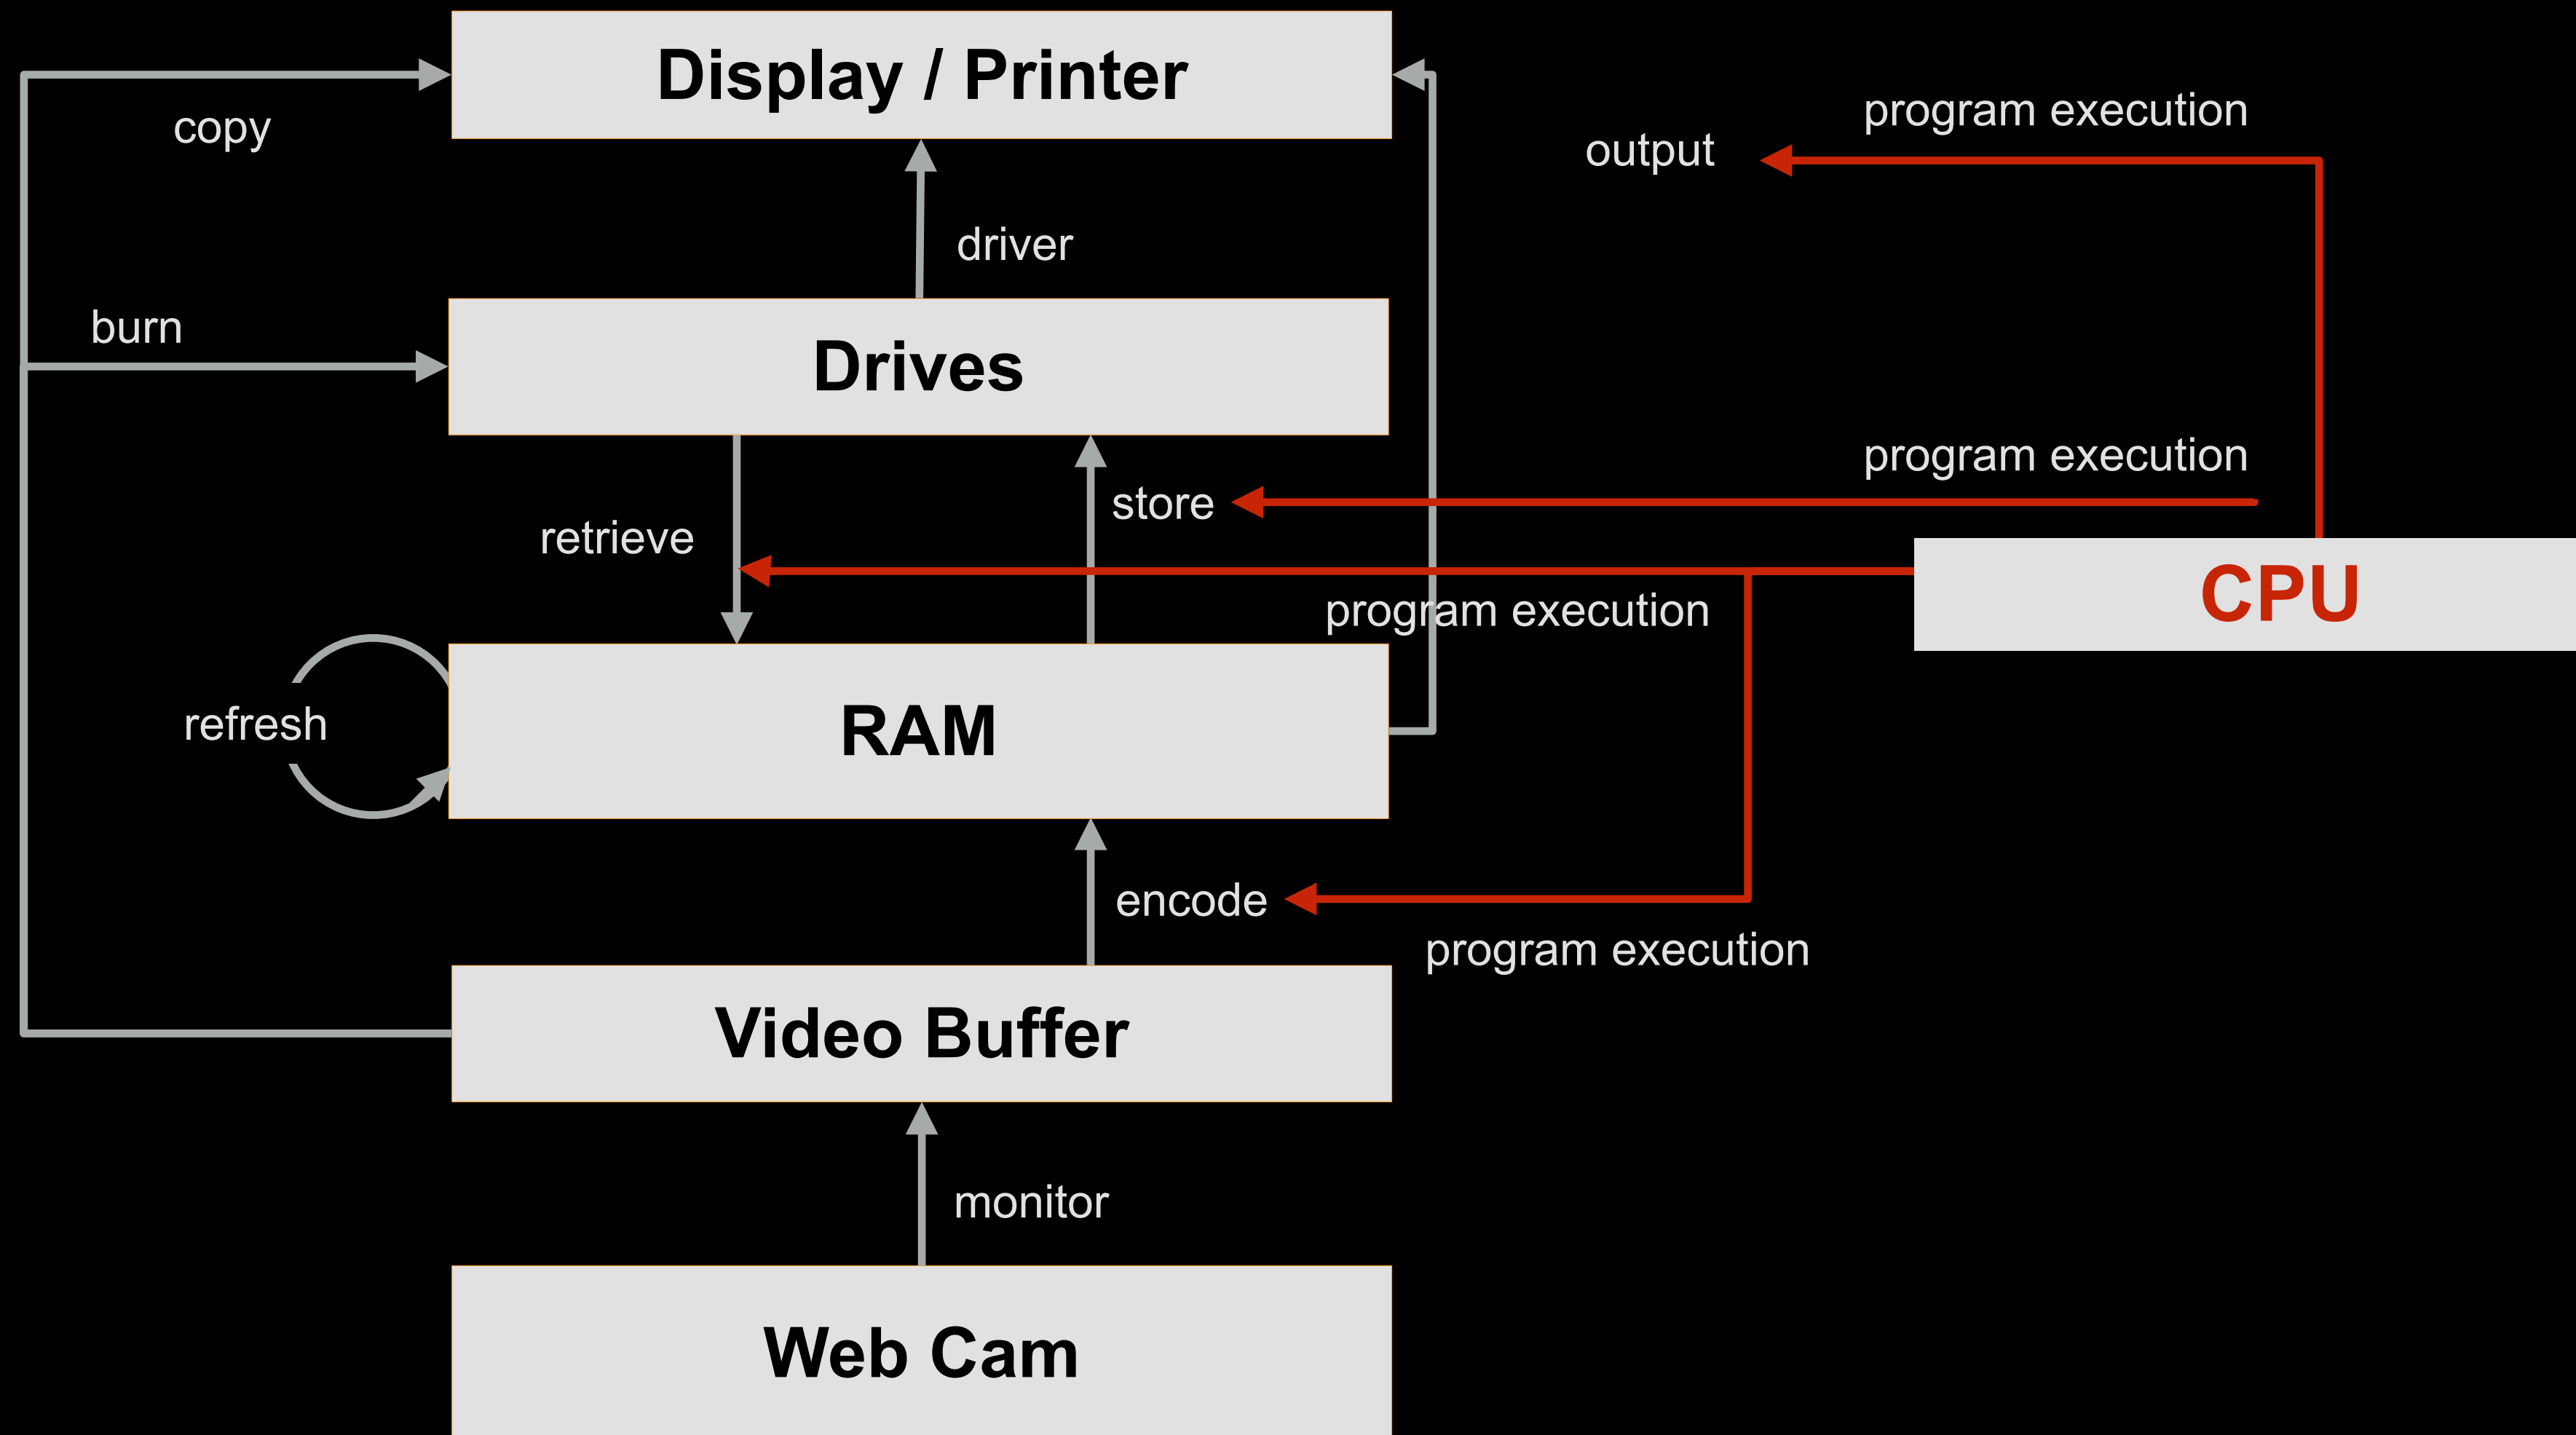 Display / Printer
program execution
copy
output
driver
burn
Drives
program execution
store
retrieve
CPU
program execution
refresh
RAM
encode
program execution
Video Buffer
monitor
Web Cam